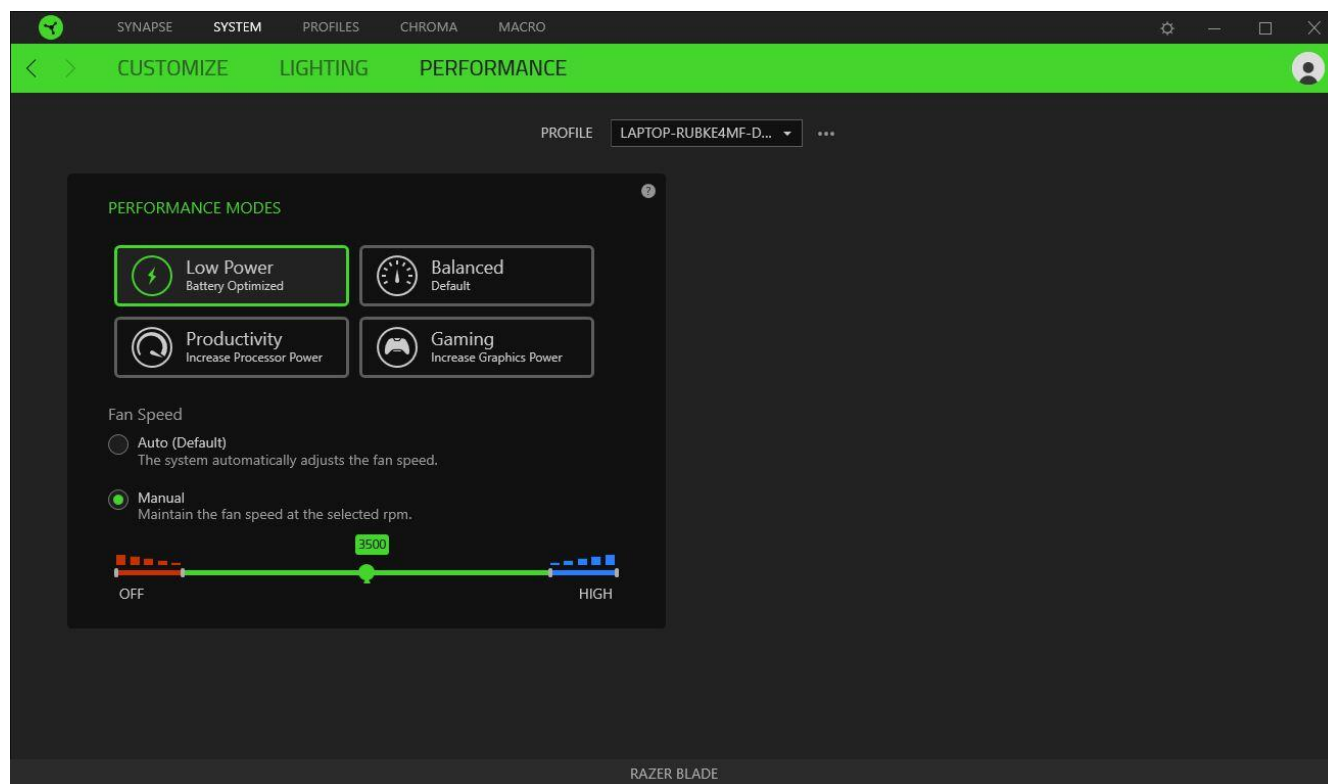 SYNAPSE SYSTEM PROFILES CHROMA MACRO
CUSTOMIZE LIGHTING PERFORMANCE
PROFILE LAPTOP-RUBKE4MF-D... •••
?
PERFORMANCE MODES
Low Power
Battery Optimized
Balanced
Default
Productivity
Increase Processor Power
Gaming
Increase Graphics Power
Fan Speed
Auto (Default)
The system automatically adjusts the fan speed.
Manual
Maintain the fan speed at the selected rpm.
3500
OFF HIGH
RAZER BLADE